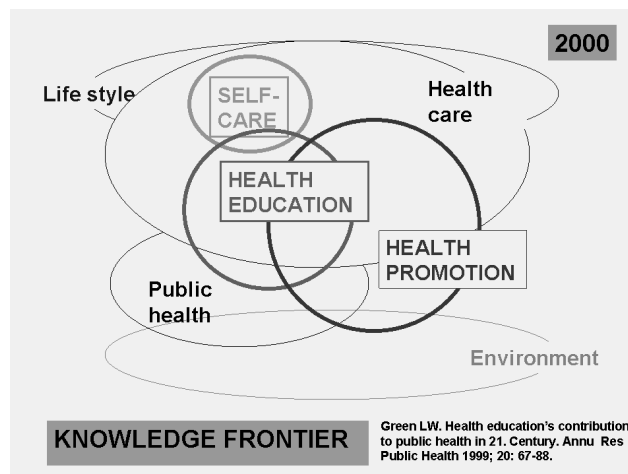 2000
Life style
Health
care
SELF-
CARE
HEALTH
EDUCATION
HEALTH
PROMOTION
Public
health
Environment
KNOWLEDGE FRONTIER
Green LW. Health education's contribution
to public health in 21. Century. Annu Res
Public Health 1999; 20: 67-88.